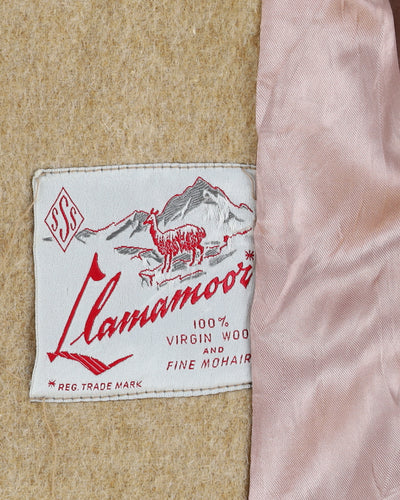 SSS
Llamamoor*
100%
VIRGIN WOO
AND
FINE MOHAIR
*REG. TRADE MARK